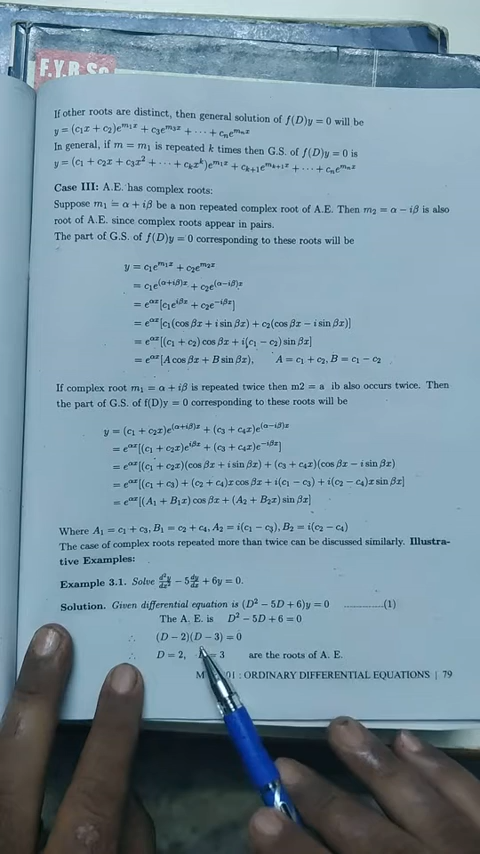 F.Y.B.Sc
If other roots are distinct, then general solution of f(D)y = 0 will be
y = (c₁x + c₂)e^{m₁x} + c₃e^{m₃x} + ··· + cₙe^{mₙx}
In general, if m = m₁ is repeated k times then G.S. of f(D)y = 0 is
y = (c₁ + c₂x + c₃x² + ··· + cₖxᵏ)e^{m₁x} + cₖ₊₁e^{mₖ₊₁x} + ··· + cₙe^{mₙx}
Case III: A.E. has complex roots:
Suppose m₁ = α + iβ be a non repeated complex root of A.E. Then m₂ = α − iβ is also
root of A.E. since complex roots appear in pairs.
The part of G.S. of f(D)y = 0 corresponding to these roots will be
y = c₁e^{m₁x} + c₂e^{m₂x}
= c₁e^{(α+iβ)x} + c₂e^{(α−iβ)x}
= e^{αx}[c₁e^{iβx} + c₂e^{−iβx}]
= e^{αx}[c₁(cos βx + i sin βx) + c₂(cos βx − i sin βx)]
= e^{αx}[(c₁ + c₂) cos βx + i(c₁ − c₂) sin βx]
= e^{αx}[A cos βx + B sin βx), A = c₁ + c₂, B = c₁ − c₂
If complex root m₁ = α + iβ is repeated twice then m2 = a ib also occurs twice. Then
the part of G.S. of f(D)y = 0 corresponding to these roots will be
y = (c₁ + c₂x)e^{(α+iβ)x} + (c₃ + c₄x)e^{(α−iβ)x}
= e^{αx}[(c₁ + c₂x)e^{iβx} + (c₃ + c₄x)e^{−iβx}]
= e^{αx}[(c₁ + c₂x)(cos βx + i sin βx) + (c₃ + c₄x)(cos βx − i sin βx)
= e^{αx}[(c₁ + c₃) + (c₂ + c₄)x cos βx + i(c₁ − c₃) + i(c₂ − c₄)x sin βx]
= e^{αx}[(A₁ + B₁x) cos βx + (A₂ + B₂x) sin βx]
Where A₁ = c₁ + c₃, B₁ = c₂ + c₄, A₂ = i(c₁ − c₃), B₂ = i(c₂ − c₄)
The case of complex roots repeated more than twice can be discussed similarly. Illustra-
tive Examples:
Example 3.1. Solve d²y/dx² − 5dy/dx + 6y = 0.
Solution. Given differential equation is (D² − 5D + 6)y = 0 ..............(1)
The A. E. is D² − 5D + 6 = 0
∴ (D − 2)(D − 3) = 0
∴ D = 2, = 3 are the roots of A. E.
01 : ORDINARY DIFFERENTIAL EQUATIONS | 79